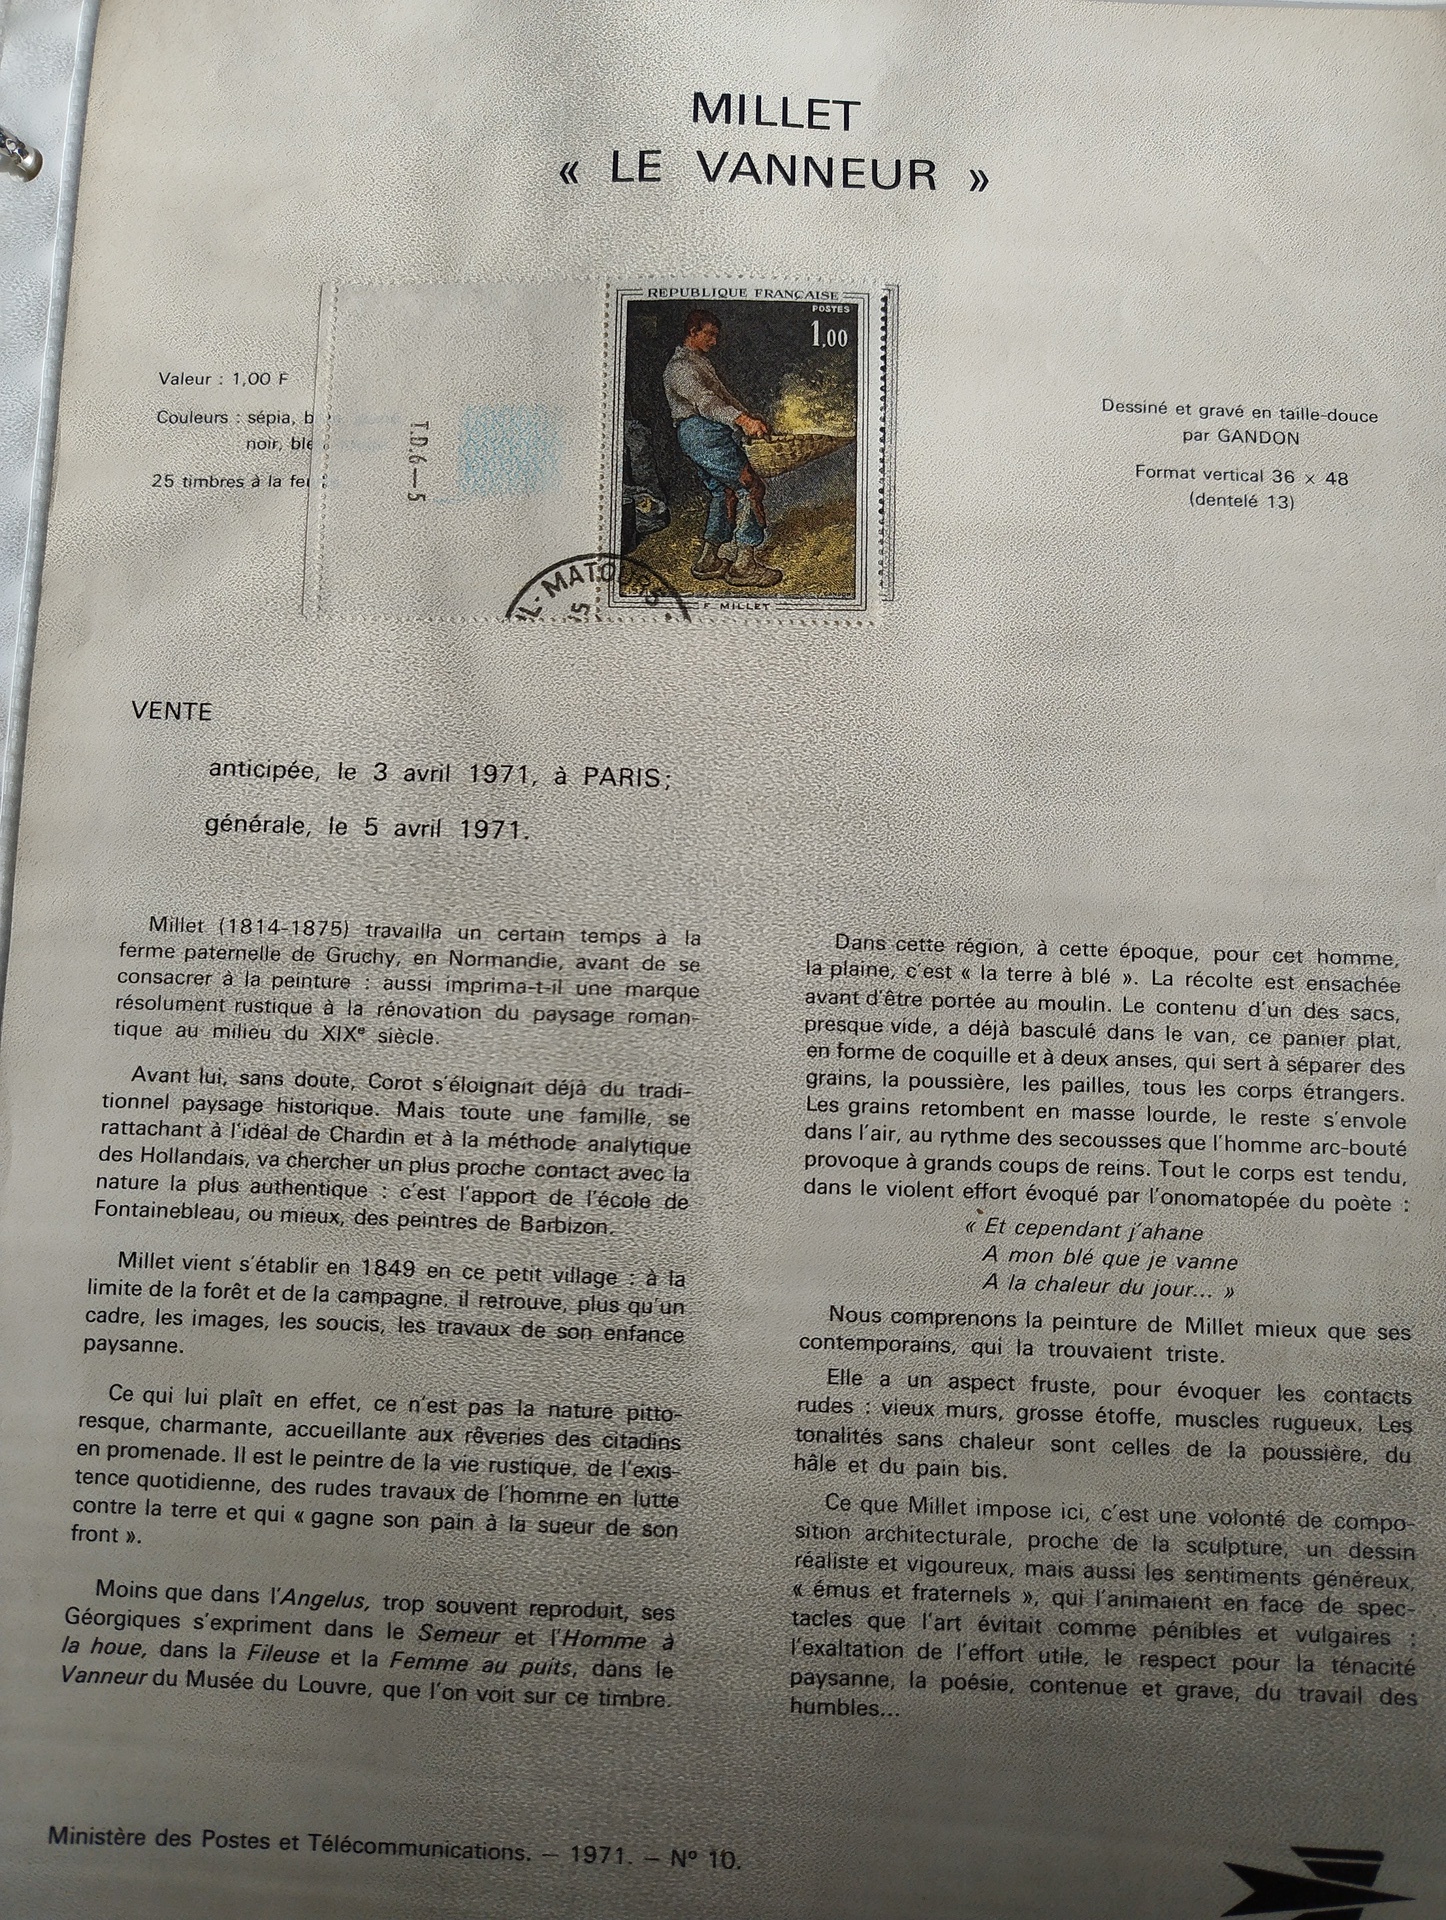 MILLET
« LE VANNEUR »
REPUBLIQUE FRANÇAISE
POSTES
1,00
Valeur : 1,00 F
Couleurs : sépia,
noir,
25 timbres à la
T.D.6-5
MATOURS
F. MILLET
Dessiné et gravé en taille-douce
par GANDON
Format vertical 36 × 48
(dentelé 13)
VENTE
anticipée, le 3 avril 1971, à PARIS;
générale, le 5 avril 1971.
Millet (1814-1875) travailla un certain temps à la
ferme paternelle de Gruchy, en Normandie, avant de se
consacrer à la peinture : aussi imprima-t-il une marque
résolument rustique à la rénovation du paysage roman-
tique au milieu du XIXe siècle.
Avant lui, sans doute, Corot s'éloignait déjà du tradi-
tionnel paysage historique. Mais toute une famille, se
rattachant à l'idéal de Chardin et à la méthode analytique
des Hollandais, va chercher un plus proche contact avec la
nature la plus authentique : c'est l'apport de l'école de
Fontainebleau, ou mieux, des peintres de Barbizon.
Millet vient s'établir en 1849 en ce petit village : à la
limite de la forêt et de la campagne, il retrouve, plus qu'un
cadre, les images, les soucis, les travaux de son enfance
paysanne.
Ce qui lui plaît en effet, ce n'est pas la nature pitto-
resque, charmante, accueillante aux rêveries des citadins
en promenade. Il est le peintre de la vie rustique, de l'exis-
tence quotidienne, des rudes travaux de l'homme en lutte
contre la terre et qui « gagne son pain à la sueur de son
front ».
Moins que dans l'Angelus, trop souvent reproduit, ses
Géorgiques s'expriment dans le Semeur et l'Homme à
la houe, dans la Fileuse et la Femme au puits, dans le
Vanneur du Musée du Louvre, que l'on voit sur ce timbre.
Dans cette région, à cette époque, pour cet homme,
la plaine, c'est « la terre à blé ». La récolte est ensachée
avant d'être portée au moulin. Le contenu d'un des sacs,
presque vide, a déjà basculé dans le van, ce panier plat,
en forme de coquille et à deux anses, qui sert à séparer des
grains, la poussière, les pailles, tous les corps étrangers.
Les grains retombent en masse lourde, le reste s'envole
dans l'air, au rythme des secousses que l'homme arc-bouté
provoque à grands coups de reins. Tout le corps est tendu,
dans le violent effort évoqué par l'onomatopée du poète :
« Et cependant j'ahane
A mon blé que je vanne
A la chaleur du jour... »
Nous comprenons la peinture de Millet mieux que ses
contemporains, qui la trouvaient triste.
Elle a un aspect fruste, pour évoquer les contacts
rudes : vieux murs, grosse étoffe, muscles rugueux. Les
tonalités sans chaleur sont celles de la poussière, du
hâle et du pain bis.
Ce que Millet impose ici, c'est une volonté de compo-
sition architecturale, proche de la sculpture, un dessin
réaliste et vigoureux, mais aussi les sentiments généreux,
« émus et fraternels », qui l'animaient en face de spec-
tacles que l'art évitait comme pénibles et vulgaires :
l'exaltation de l'effort utile, le respect pour la ténacité
paysanne, la poésie, contenue et grave, du travail des
humbles...
Ministère des Postes et Télécommunications. — 1971. — N° 10.